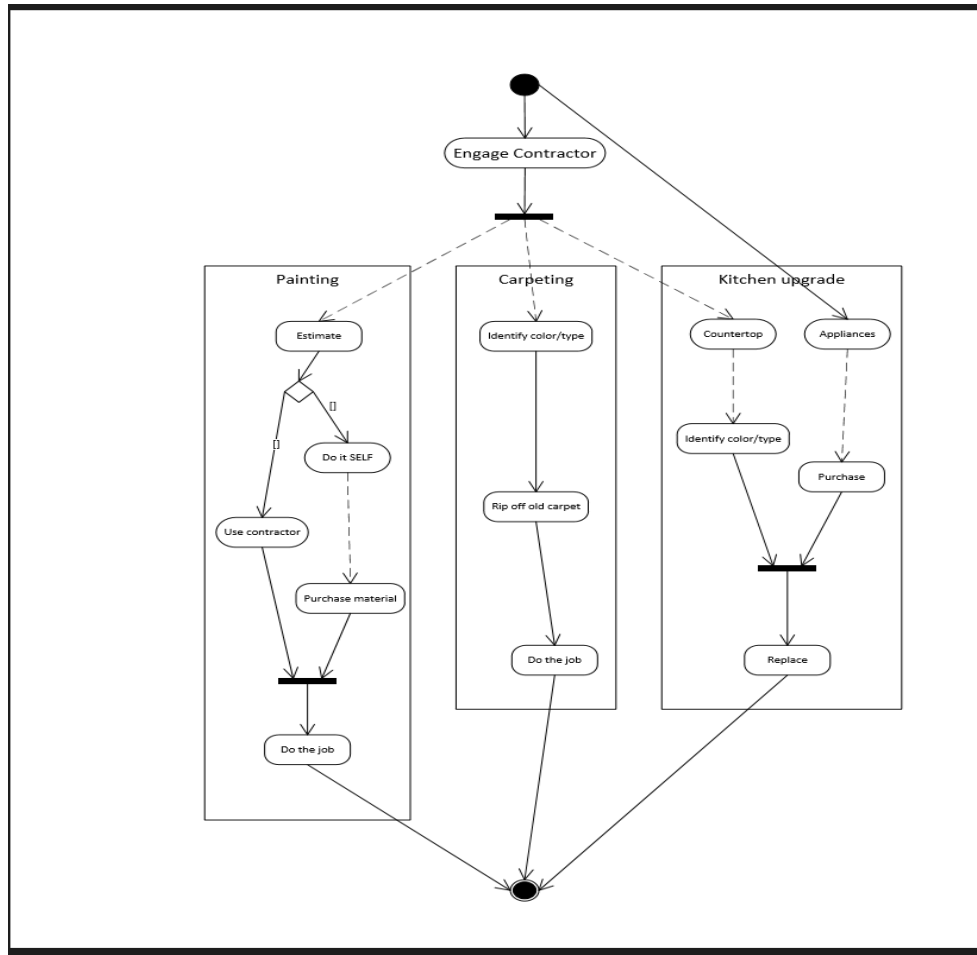 Engage Contractor
Painting
Carpeting
Kitchen upgrade
Estimate
Identify color/type
Countertop
Appliances
[]
[]
Do it SELF
Identify color/type
Purchase
Use contractor
Rip off old carpet
Purchase material
Do the job
Replace
Do the job